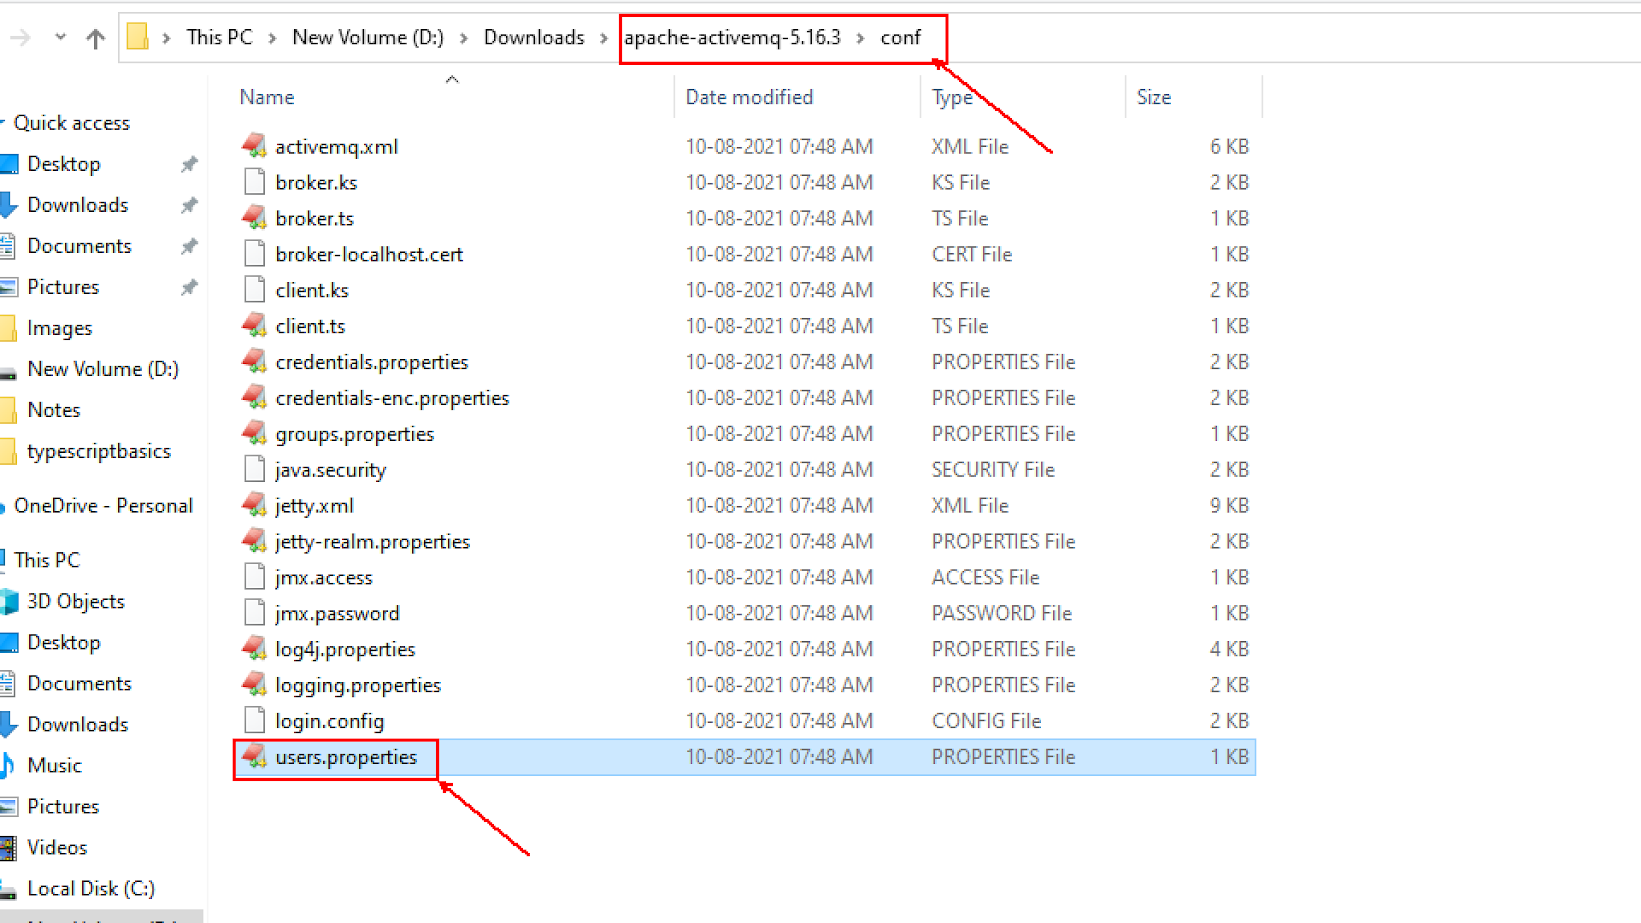 This PC > New Volume (D:) > Downloads > apache-activemq-5.16.3 > conf
Name Date modified Type Size
Quick access
Desktop
Downloads
Documents
Pictures
Images
New Volume (D:)
Notes
typescriptbasics
OneDrive - Personal
This PC
3D Objects
Desktop
Documents
Downloads
Music
Pictures
Videos
Local Disk (C:)
activemq.xml 10-08-2021 07:48 AM XML File 6 KB
broker.ks 10-08-2021 07:48 AM KS File 2 KB
broker.ts 10-08-2021 07:48 AM TS File 1 KB
broker-localhost.cert 10-08-2021 07:48 AM CERT File 1 KB
client.ks 10-08-2021 07:48 AM KS File 2 KB
client.ts 10-08-2021 07:48 AM TS File 1 KB
credentials.properties 10-08-2021 07:48 AM PROPERTIES File 2 KB
credentials-enc.properties 10-08-2021 07:48 AM PROPERTIES File 2 KB
groups.properties 10-08-2021 07:48 AM PROPERTIES File 1 KB
java.security 10-08-2021 07:48 AM SECURITY File 2 KB
jetty.xml 10-08-2021 07:48 AM XML File 9 KB
jetty-realm.properties 10-08-2021 07:48 AM PROPERTIES File 2 KB
jmx.access 10-08-2021 07:48 AM ACCESS File 1 KB
jmx.password 10-08-2021 07:48 AM PASSWORD File 1 KB
log4j.properties 10-08-2021 07:48 AM PROPERTIES File 4 KB
logging.properties 10-08-2021 07:48 AM PROPERTIES File 2 KB
login.config 10-08-2021 07:48 AM CONFIG File 2 KB
users.properties 10-08-2021 07:48 AM PROPERTIES File 1 KB